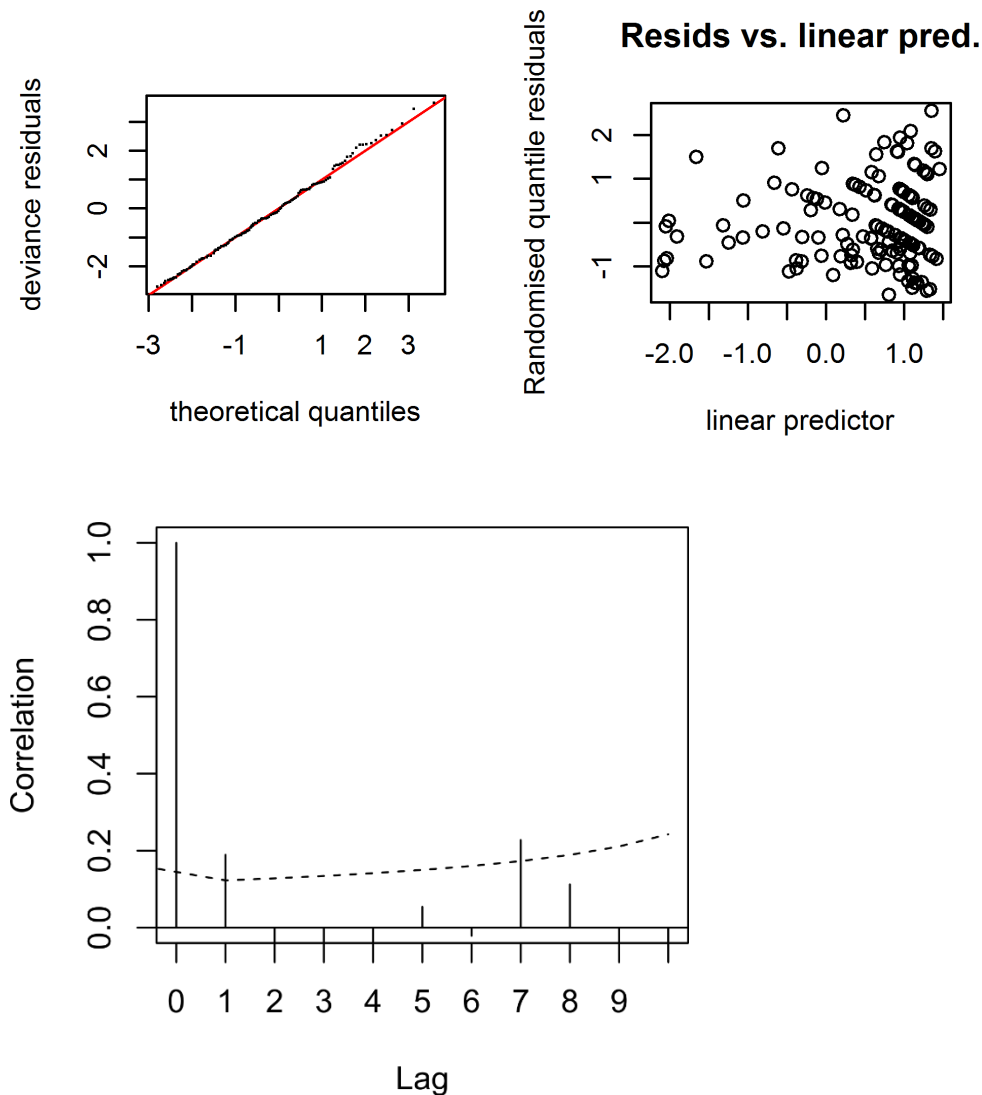 Resids vs. linear pred.
deviance residuals
2
0
-2
-3 -1 1 2 3
theoretical quantiles
Randomised quantile residuals
2
1
-1
-2.0 -1.0 0.0 1.0
linear predictor
Correlation
1.0
0.8
0.6
0.4
0.2
0.0
0 1 2 3 4 5 6 7 8 9
Lag